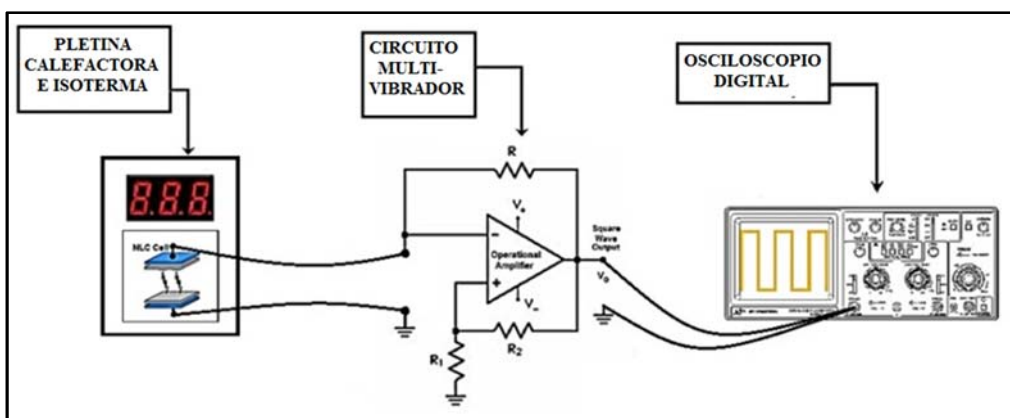 PLETINA
CALEFACTORA
E ISOTERMA
CIRCUITO
MULTI-
VIBRADOR
OSCILOSCOPIO
DIGITAL
8.8.8.
NLC Cell
R
V+
Operational
Amplifier
−
+
V−
R1
R2
Square
Wave
Output
Vo